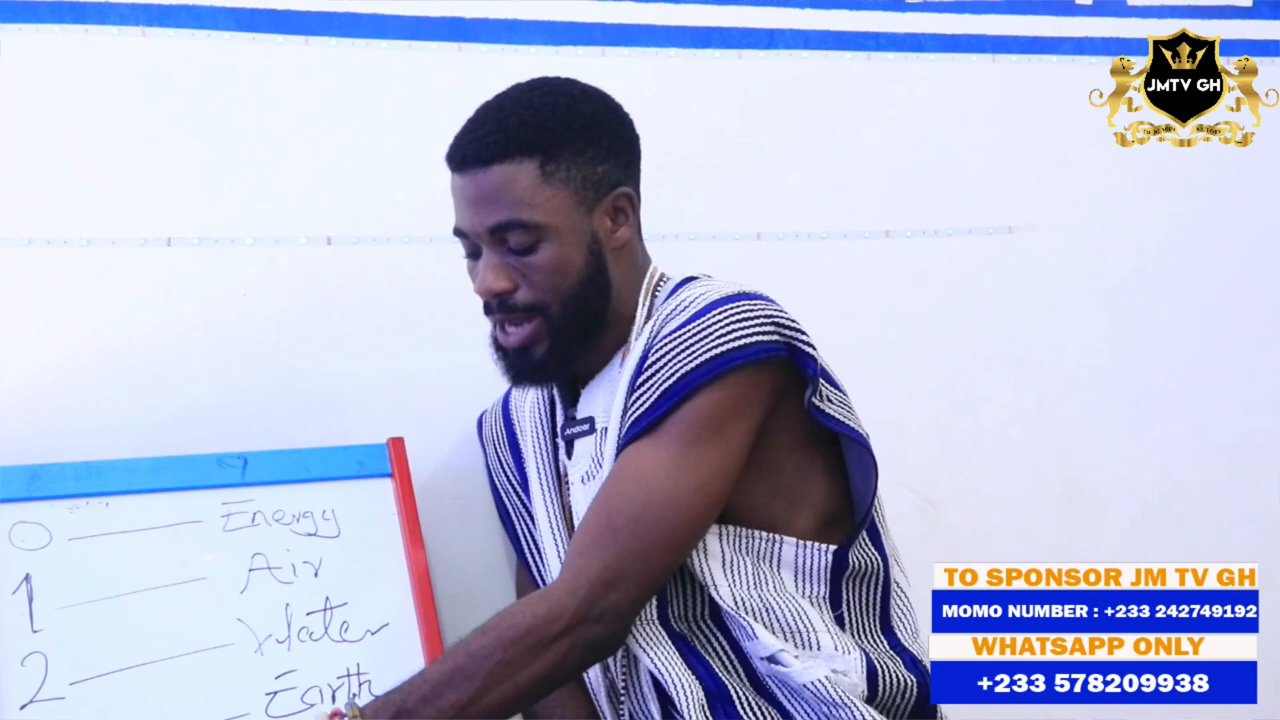 JMTV GH
TO SPONSOR JM TV GH
MOMO NUMBER : +233 242749192
WHATSAPP ONLY
+233 578209938
Andoer
0 — Energy
1 — Air
2 — Water
Earth